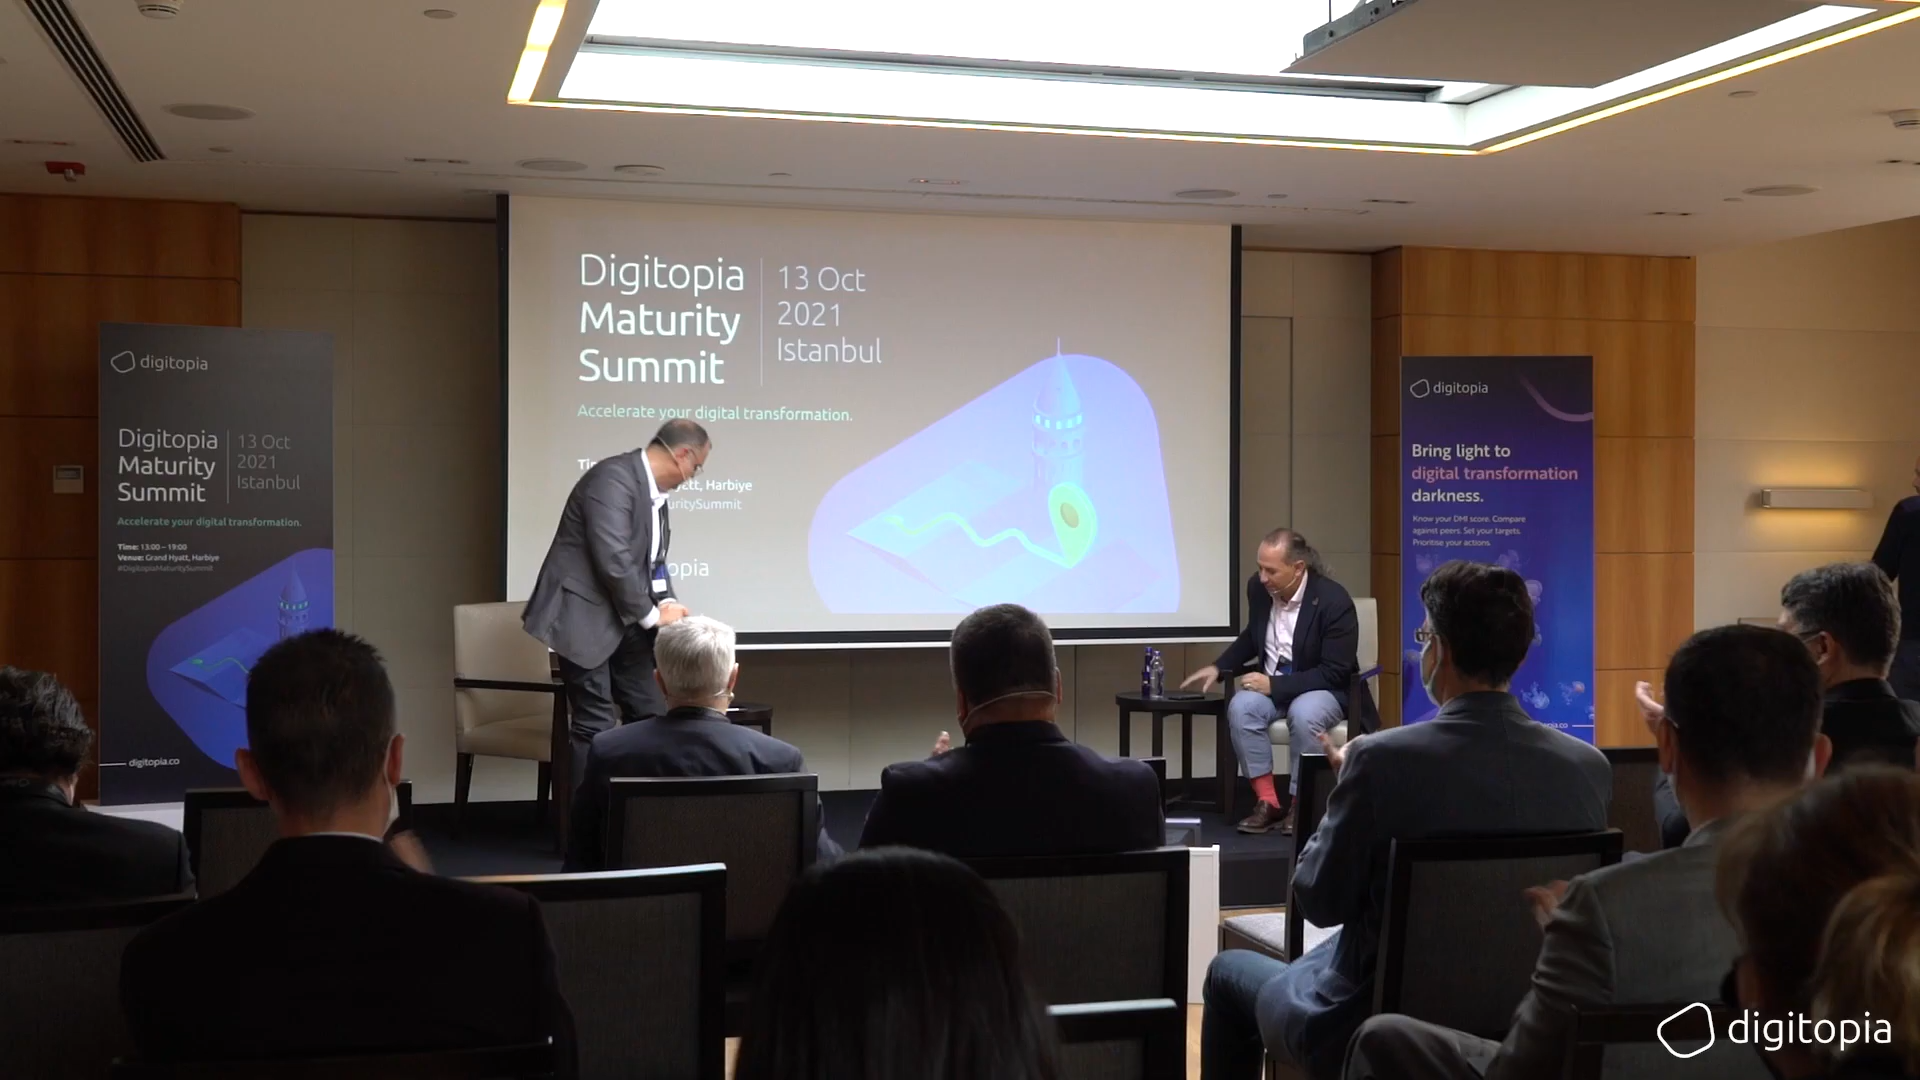 Digitopia
Maturity
Summit
13 Oct
2021
Istanbul
Accelerate your digital transformation.
Harbiye
digitopia
Digitopia
Maturity
Summit
13 Oct
2021
Istanbul
Accelerate your digital transformation.
Time: 13:00 – 19:00
Venue: Grand Hyatt, Harbiye
#DigitopiaMaturitySummit
digitopia.co
digitopia
Bring light to
digital transformation
darkness.
Know your DMI score. Compare
against peers. Set your targets.
Prioritise your actions.
digitopia